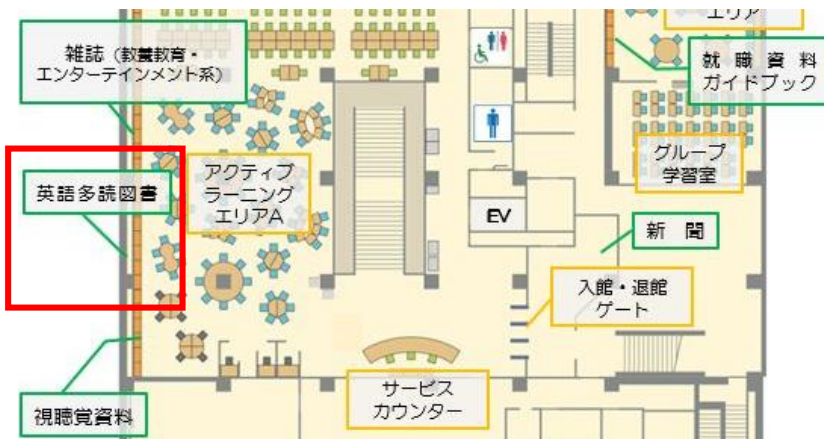 エリア
雑誌（教養教育・
エンターテインメント系）
就職資料
ガイドブック
グループ
学習室
アクティブ
ラーニング
エリアA
英語多読図書
EV
新聞
入館・退館
ゲート
サービス
カウンター
視聴覚資料